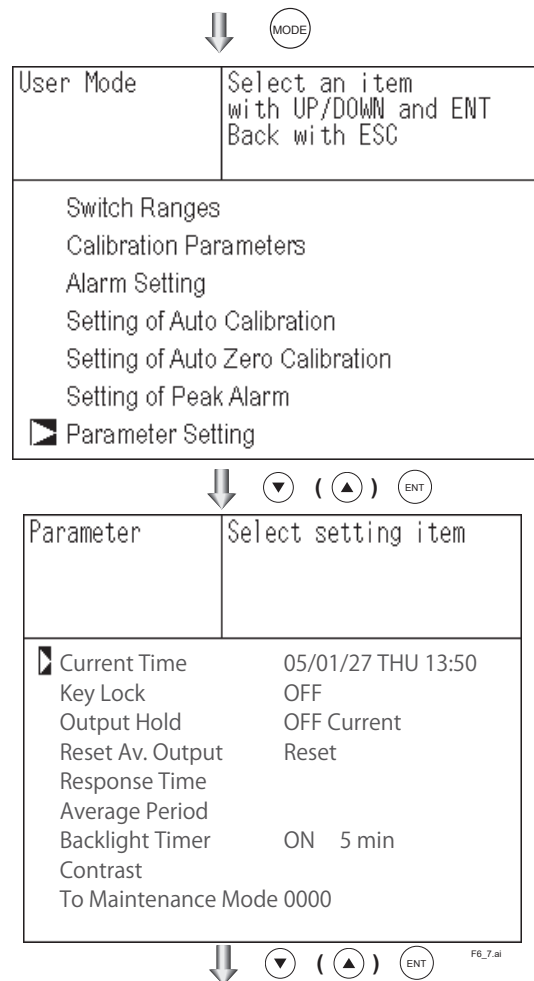 MODE
User Mode
Select an item
with UP/DOWN and ENT
Back with ESC
Switch Ranges
Calibration Parameters
Alarm Setting
Setting of Auto Calibration
Setting of Auto Zero Calibration
Setting of Peak Alarm
Parameter Setting
( ) ENT
Parameter
Select setting item
Current Time 05/01/27 THU 13:50
Key Lock OFF
Output Hold OFF Current
Reset Av. Output Reset
Response Time
Average Period
Backlight Timer ON 5 min
Contrast
To Maintenance Mode 0000
( ) ENT
F6_7.ai